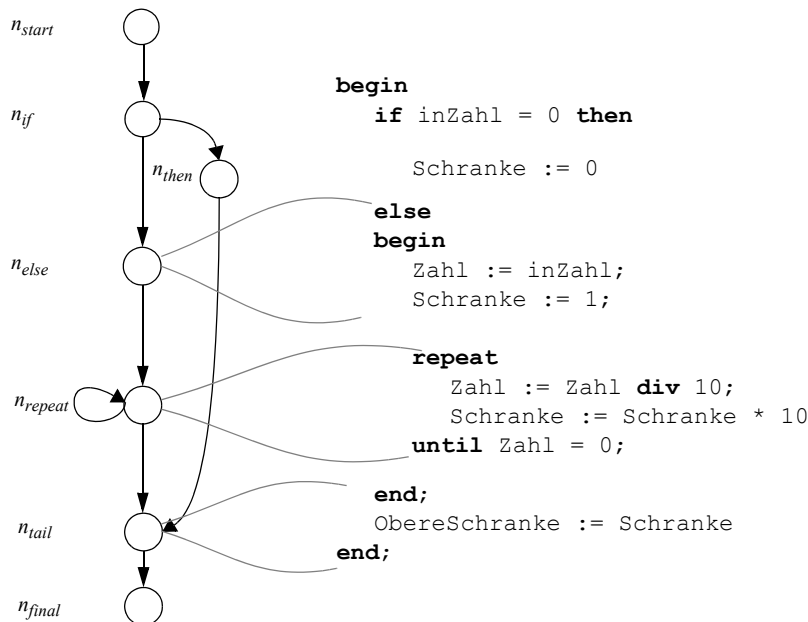 n_start
begin
n_if
if inZahl = 0 then
n_then
Schranke := 0
else
begin
n_else
Zahl := inZahl;
Schranke := 1;
repeat
n_repeat
Zahl := Zahl div 10;
Schranke := Schranke * 10
until Zahl = 0;
end;
n_tail
ObereSchranke := Schranke
end;
n_final